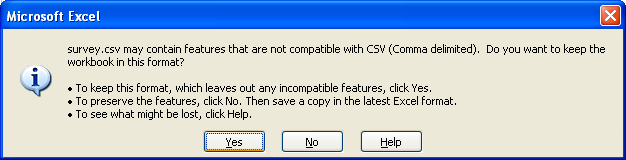 Microsoft Excel
survey.csv may contain features that are not compatible with CSV (Comma delimited).  Do you want to keep the
workbook in this format?
• To keep this format, which leaves out any incompatible features, click Yes.
• To preserve the features, click No. Then save a copy in the latest Excel format.
• To see what might be lost, click Help.
Yes No Help